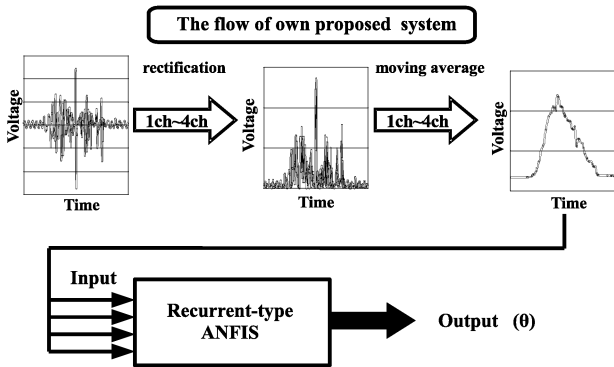 The flow of own proposed system
rectification
moving average
Voltage
1ch~4ch
Voltage
1ch~4ch
Voltage
Time
Time
Time
Input
Recurrent-type
ANFIS
Output (θ)